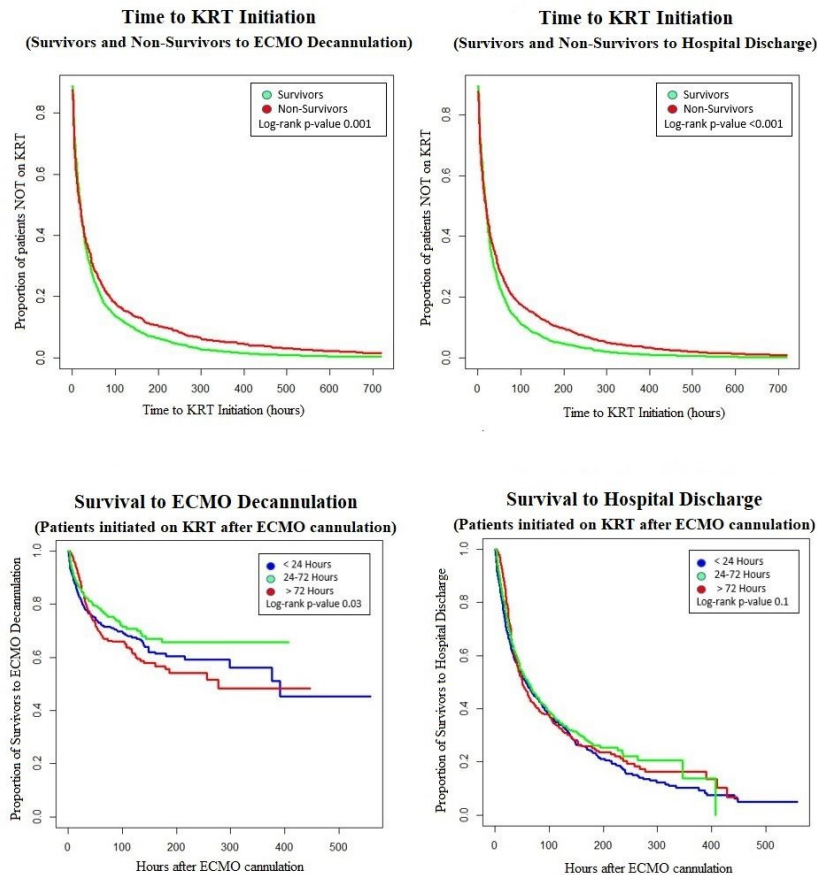 Time to KRT Initiation
(Survivors and Non-Survivors to ECMO Decannulation)
Survivors
Non-Survivors
Log-rank p-value 0.001
Proportion of patients NOT on KRT
0.8
0.6
0.4
0.2
0.0
0 100 200 300 400 500 600 700
Time to KRT Initiation (hours)
Time to KRT Initiation
(Survivors and Non-Survivors to Hospital Discharge)
Survivors
Non-Survivors
Log-rank p-value <0.001
Proportion of patients NOT on KRT
0.8
0.6
0.4
0.2
0.0
0 100 200 300 400 500 600 700
Time to KRT Initiation (hours)
Survival to ECMO Decannulation
(Patients initiated on KRT after ECMO cannulation)
< 24 Hours
24-72 Hours
> 72 Hours
Log-rank p-value 0.03
Proportion of Survivors to ECMO Decannulation
1.0
0.8
0.6
0.4
0.2
0.0
0 100 200 300 400 500
Hours after ECMO cannulation
Survival to Hospital Discharge
(Patients initiated on KRT after ECMO cannulation)
< 24 Hours
24-72 Hours
> 72 Hours
Log-rank p-value 0.1
Proportion of Survivors to Hospital Discharge
1.0
0.8
0.6
0.4
0.2
0.0
0 100 200 300 400 500
Hours after ECMO cannulation